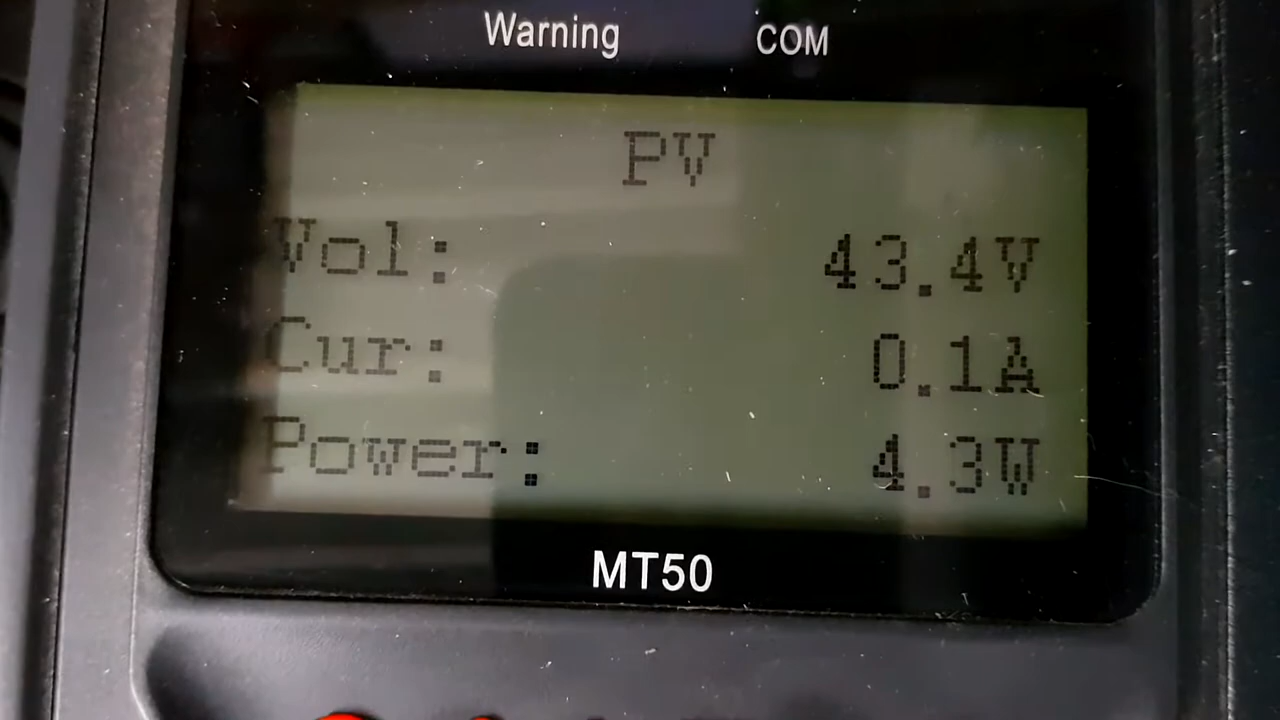 Warning COM
PV
Vol: 43.4V
Cur: 0.1A
Power: 4.3W
MT50